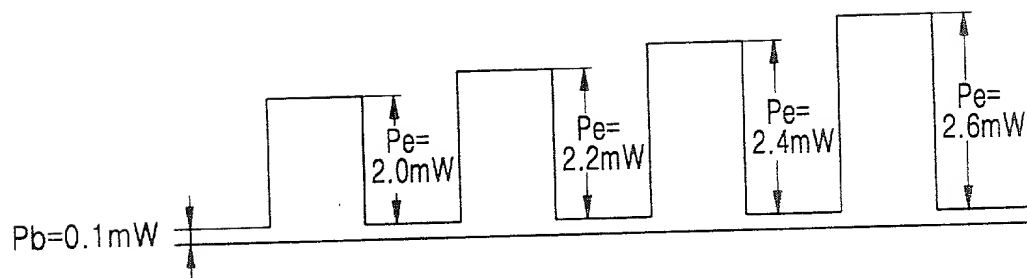 Pe=
2.0mW
Pe=
2.2mW
Pe=
2.4mW
Pe=
2.6mW
Pb=0.1mW